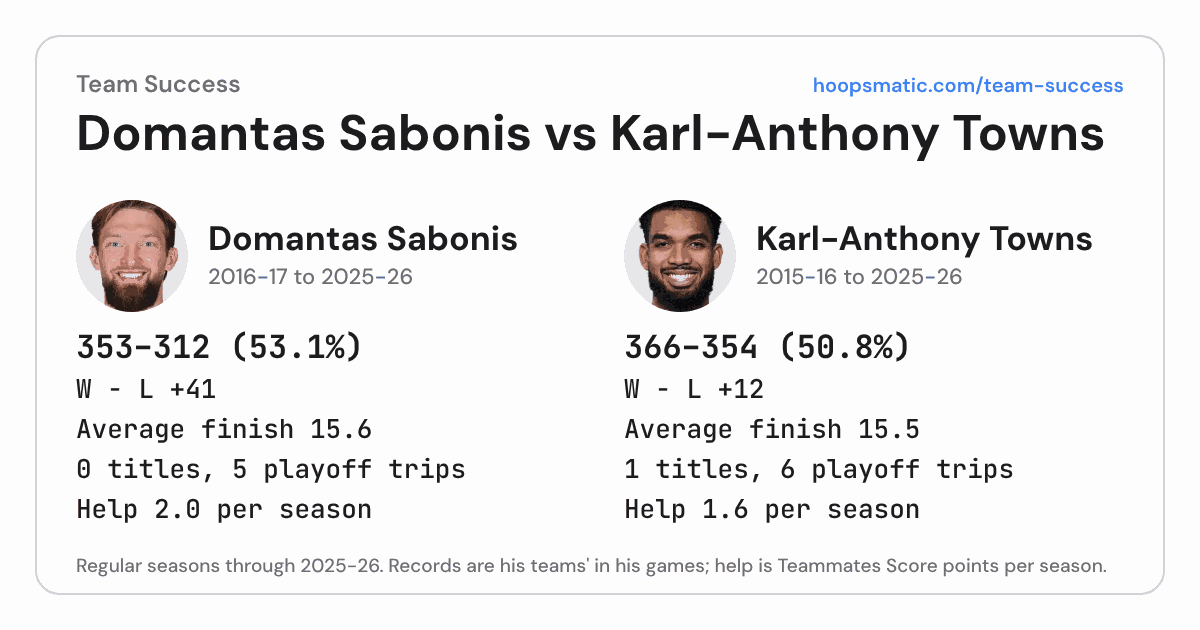 Team Success
hoopsmatic.com/team-success
Domantas Sabonis vs Karl-Anthony Towns
Domantas Sabonis
2016-17 to 2025-26
353-312 (53.1%)
W - L +41
Average finish 15.6
0 titles, 5 playoff trips
Help 2.0 per season
Karl-Anthony Towns
2015-16 to 2025-26
366-354 (50.8%)
W - L +12
Average finish 15.5
1 titles, 6 playoff trips
Help 1.6 per season
Regular seasons through 2025-26. Records are his teams' in his games; help is Teammates Score points per season.